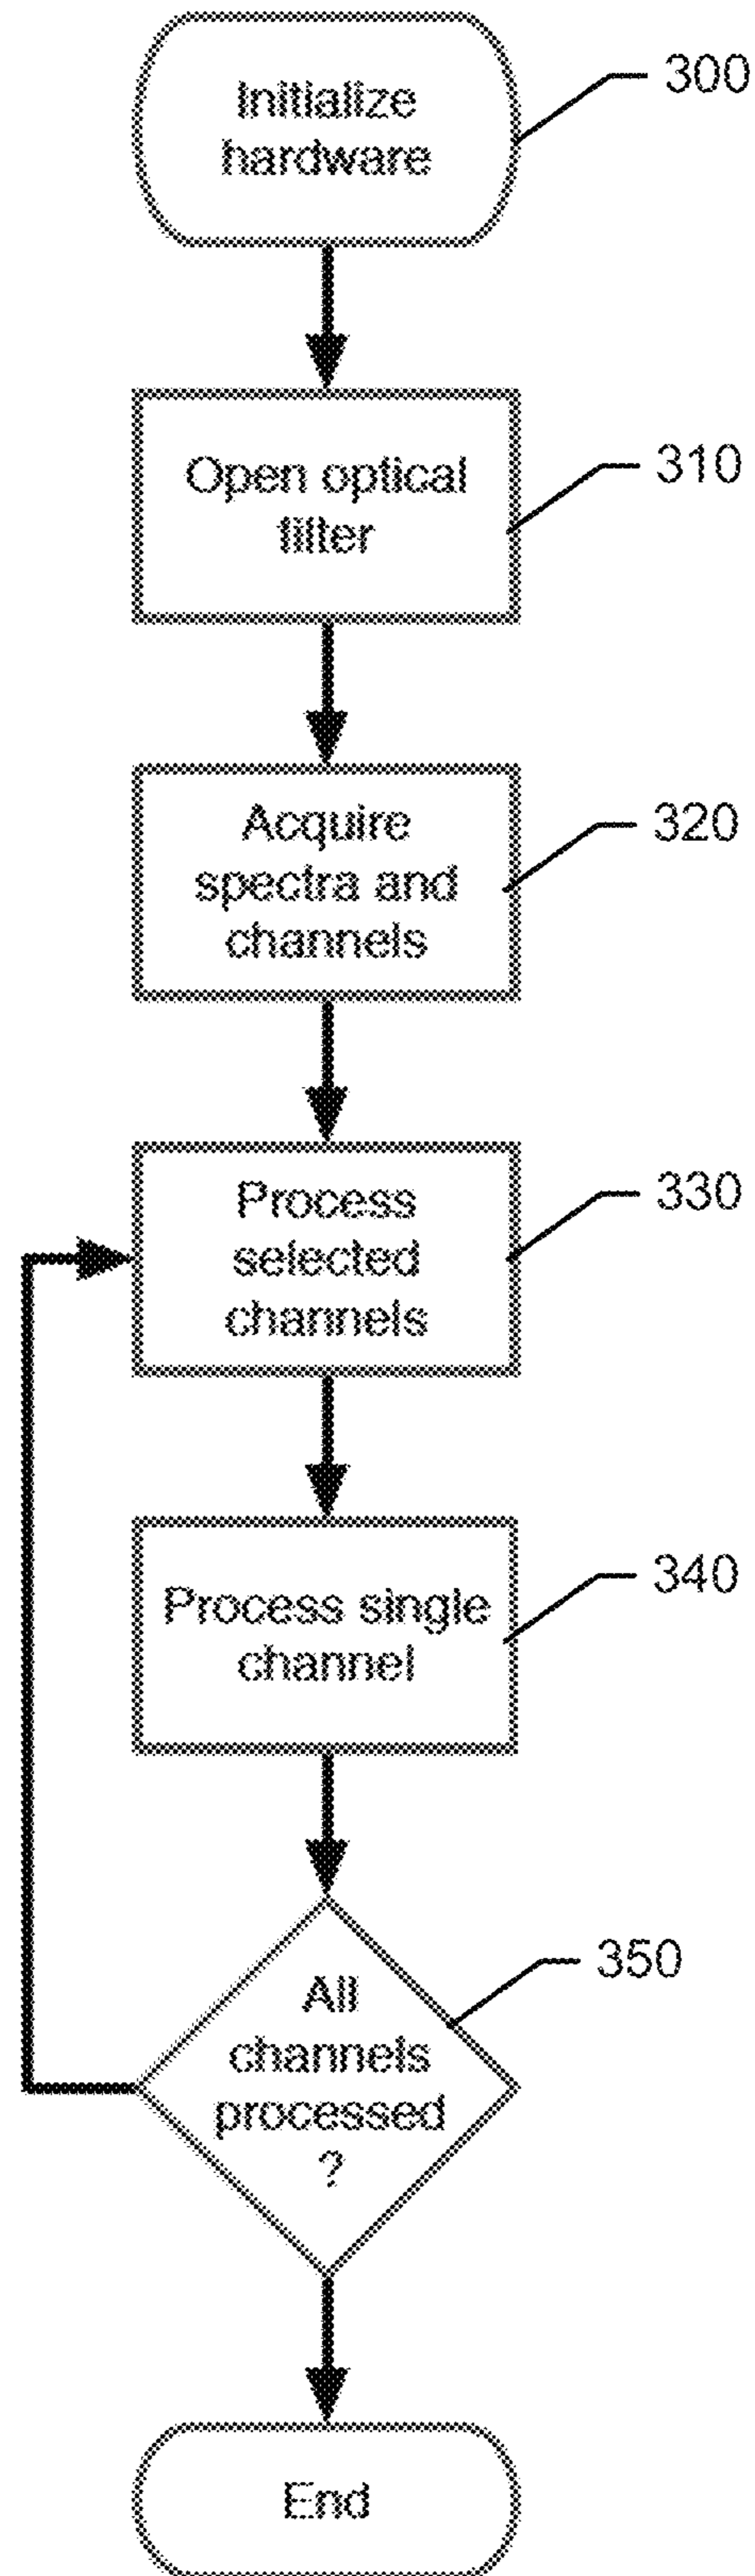 Initialize
hardware
300
Open optical
filter
310
Acquire
spectra and
channels
320
Process
selected
channels
330
Process single
channel
340
All
channels
processed
?
350
End